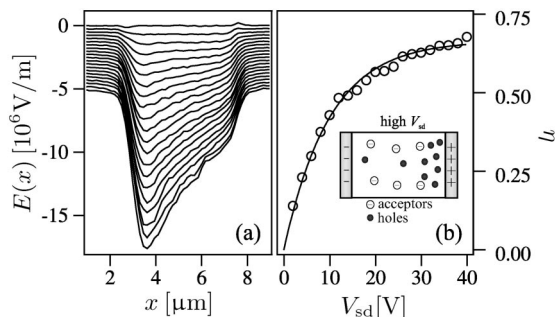 0
-5
-10
-15
E(x) [10⁶V/m]
2 4 6 8
x [μm]
(a)
high V_sd
- - - -
+ + + +
⊖ acceptors
● holes
(b)
0 10 20 30 40
V_sd[V]
0.75
0.50
0.25
0.00
η